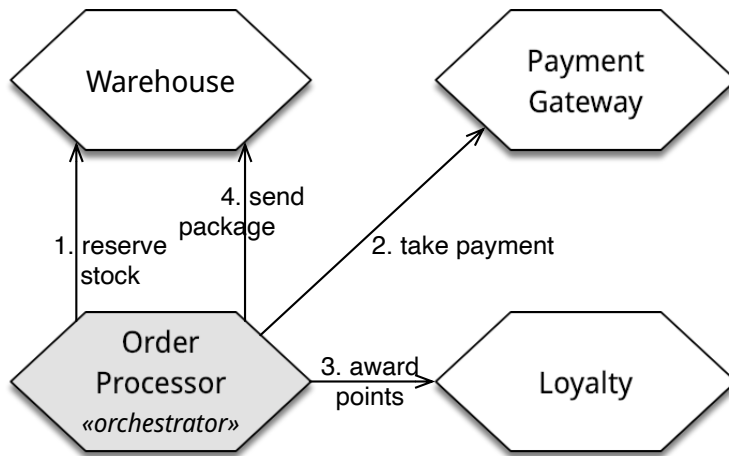 Warehouse
Payment
Gateway
4. send
package
1. reserve
stock
2. take payment
Order
Processor
«orchestrator»
3. award
points
Loyalty